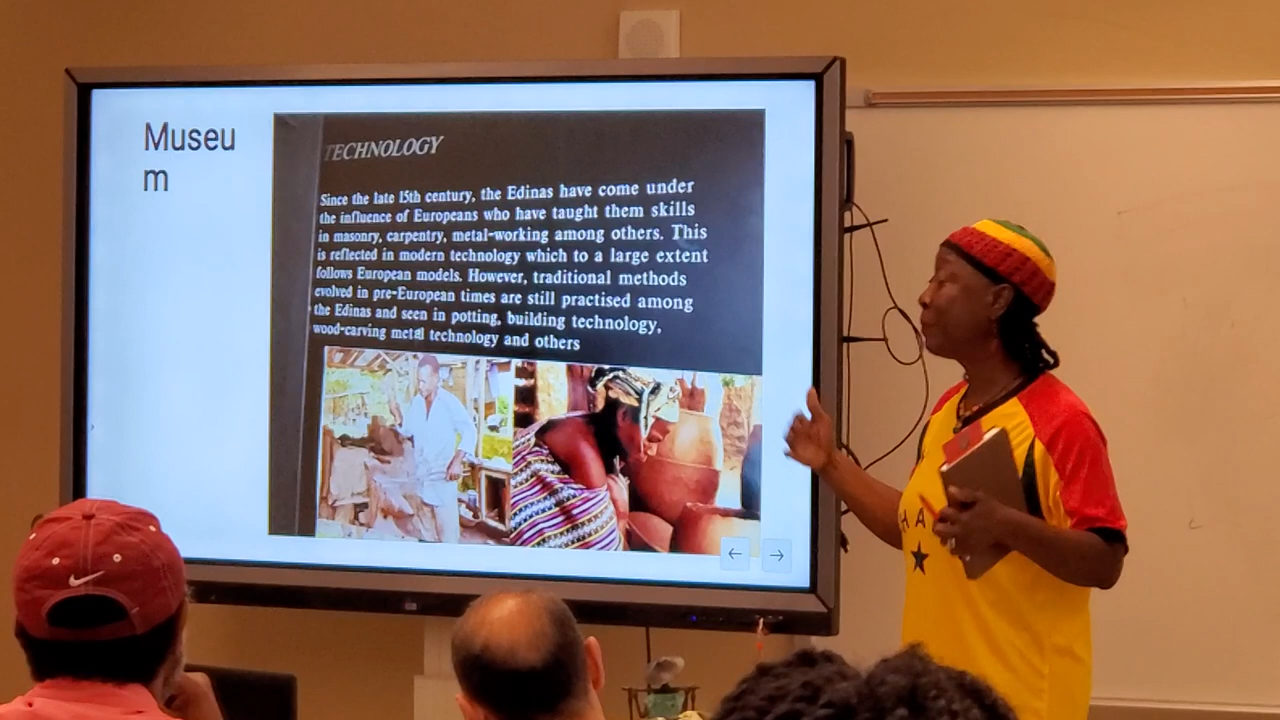 Museu
m
TECHNOLOGY
Since the late 15th century, the Edinas have come under
the influence of Europeans who have taught them skills
in masonry, carpentry, metal-working among others. This
is reflected in modern technology which to a large extent
follows European models. However, traditional methods
evolved in pre-European times are still practised among
the Edinas and seen in potting, building technology,
wood-carving metal technology and others
HA